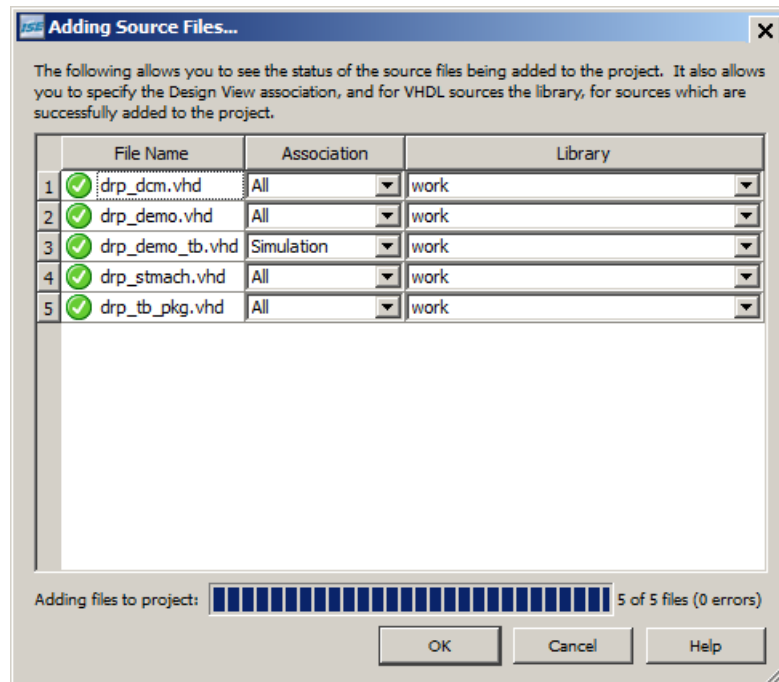 ISE Adding Source Files...
The following allows you to see the status of the source files being added to the project. It also allows
you to specify the Design View association, and for VHDL sources the library, for sources which are
successfully added to the project.
File Name Association Library
1 drp_dcm.vhd All work
2 drp_demo.vhd All work
3 drp_demo_tb.vhd Simulation work
4 drp_stmach.vhd All work
5 drp_tb_pkg.vhd All work
Adding files to project: 5 of 5 files (0 errors)
OK Cancel Help